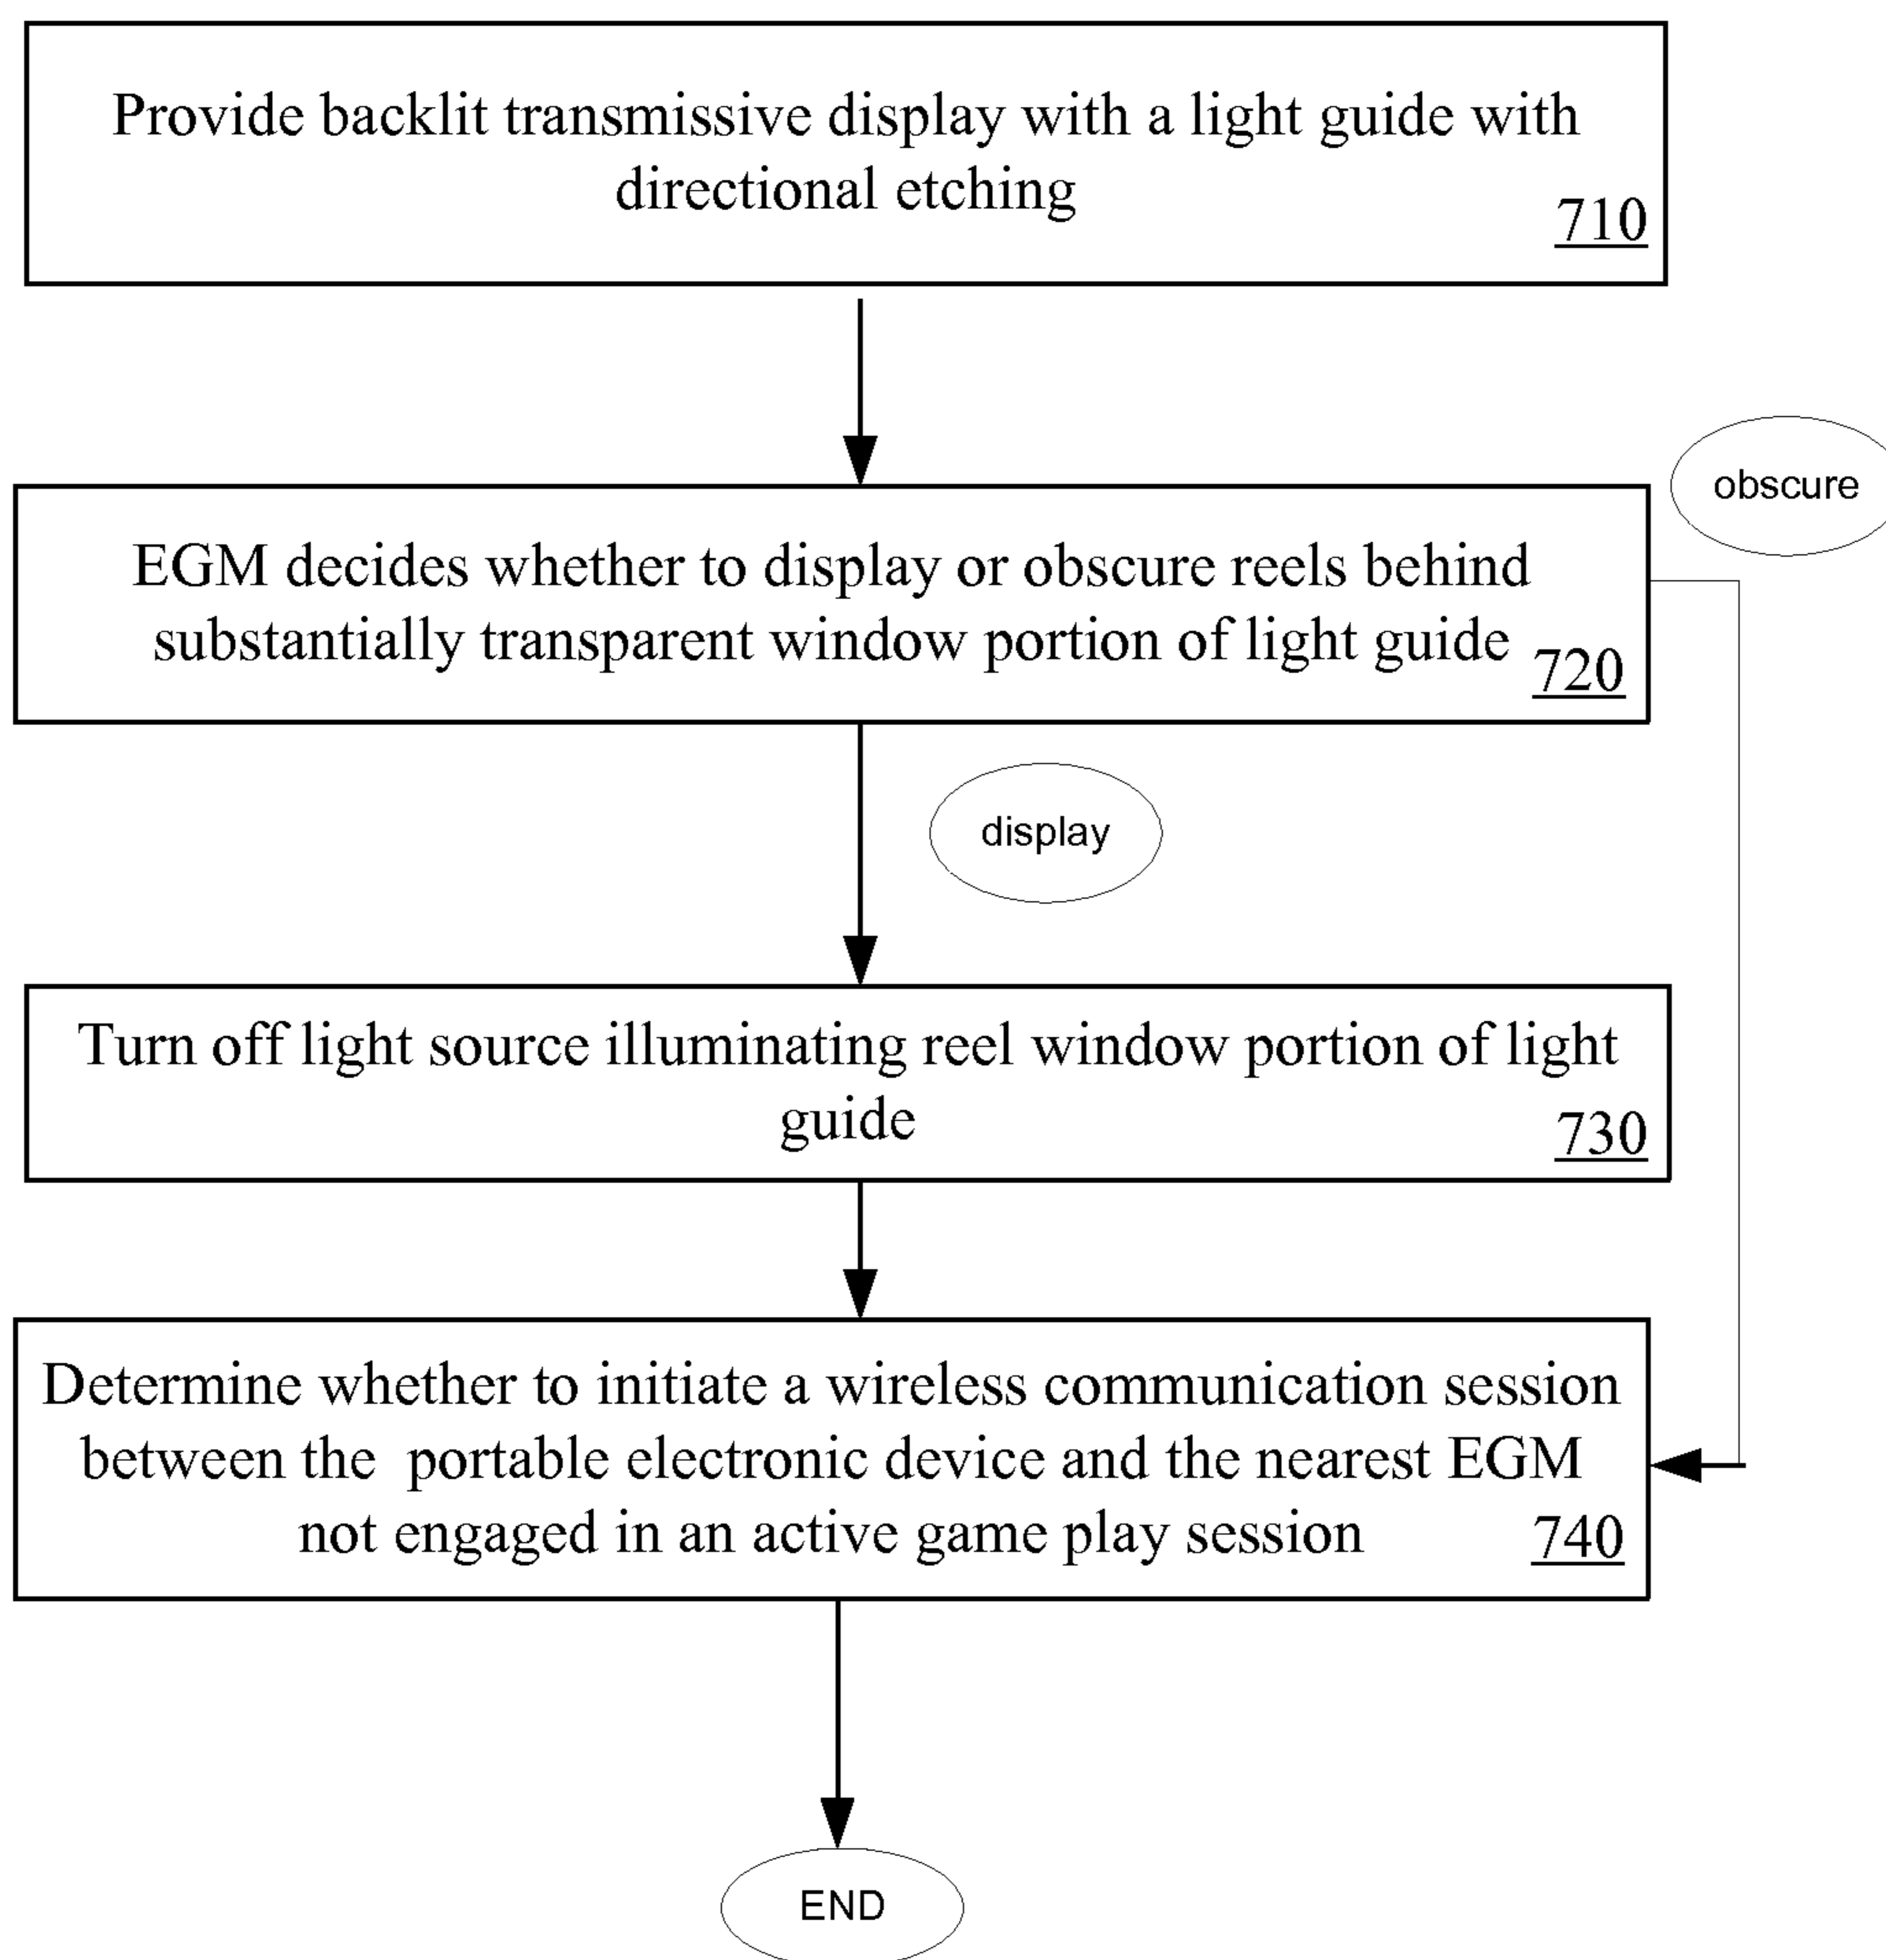 Provide backlit transmissive display with a light guide with
directional etching
710
obscure
EGM decides whether to display or obscure reels behind
substantially transparent window portion of light guide
720
display
Turn off light source illuminating reel window portion of light
guide
730
Determine whether to initiate a wireless communication session
between the portable electronic device and the nearest EGM
not engaged in an active game play session
740
END